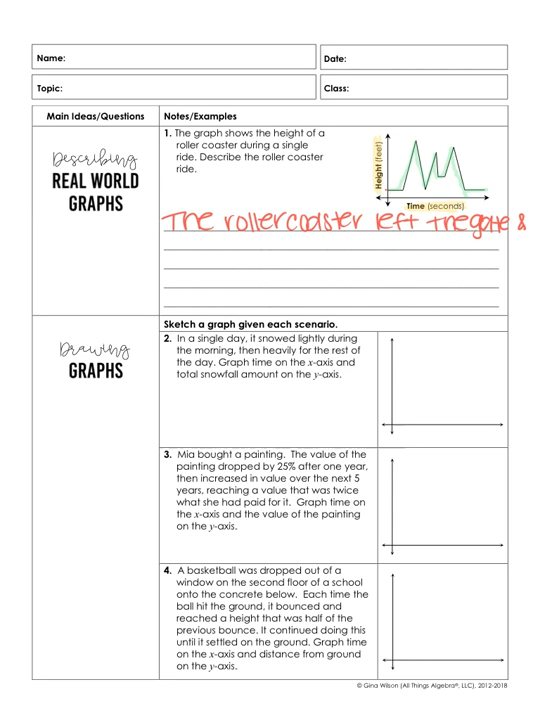 Name:
Date:
Topic:
Class:
Main Ideas/Questions
Notes/Examples
Describing
REAL WORLD
GRAPHS
1. The graph shows the height of a
roller coaster during a single
ride. Describe the roller coaster
ride.
Height (feet)
Time (seconds)
The rollercoaster left the gate &
Drawing
GRAPHS
Sketch a graph given each scenario.
2. In a single day, it snowed lightly during
the morning, then heavily for the rest of
the day. Graph time on the x-axis and
total snowfall amount on the y-axis.
3. Mia bought a painting. The value of the
painting dropped by 25% after one year,
then increased in value over the next 5
years, reaching a value that was twice
what she had paid for it. Graph time on
the x-axis and the value of the painting
on the y-axis.
4. A basketball was dropped out of a
window on the second floor of a school
onto the concrete below. Each time the
ball hit the ground, it bounced and
reached a height that was half of the
previous bounce. It continued doing this
until it settled on the ground. Graph time
on the x-axis and distance from ground
on the y-axis.
© Gina Wilson (All Things Algebra®, LLC), 2012-2018